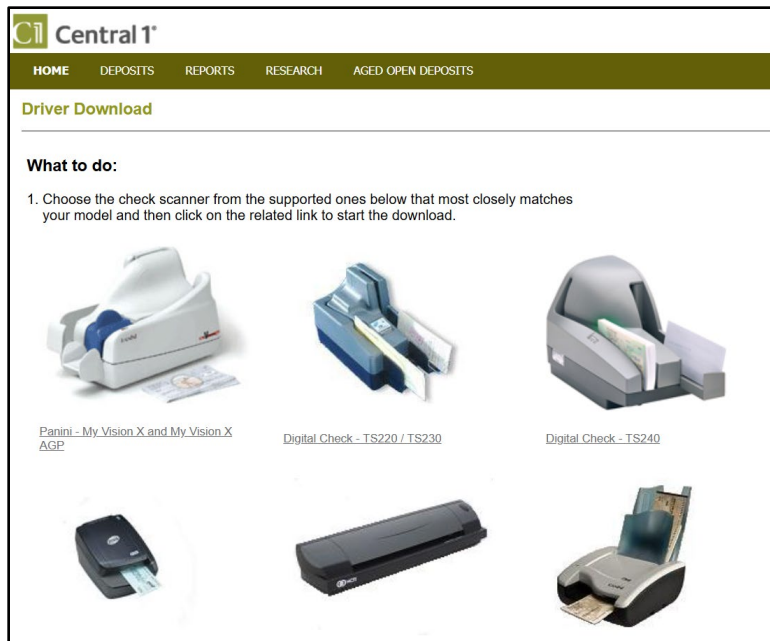 C1 Central 1®
HOME DEPOSITS REPORTS RESEARCH AGED OPEN DEPOSITS
Driver Download
What to do:
1. Choose the check scanner from the supported ones below that most closely matches
your model and then click on the related link to start the download.
Panini - My Vision X and My Vision X
AGP
Digital Check - TS220 / TS230
Digital Check - TS240